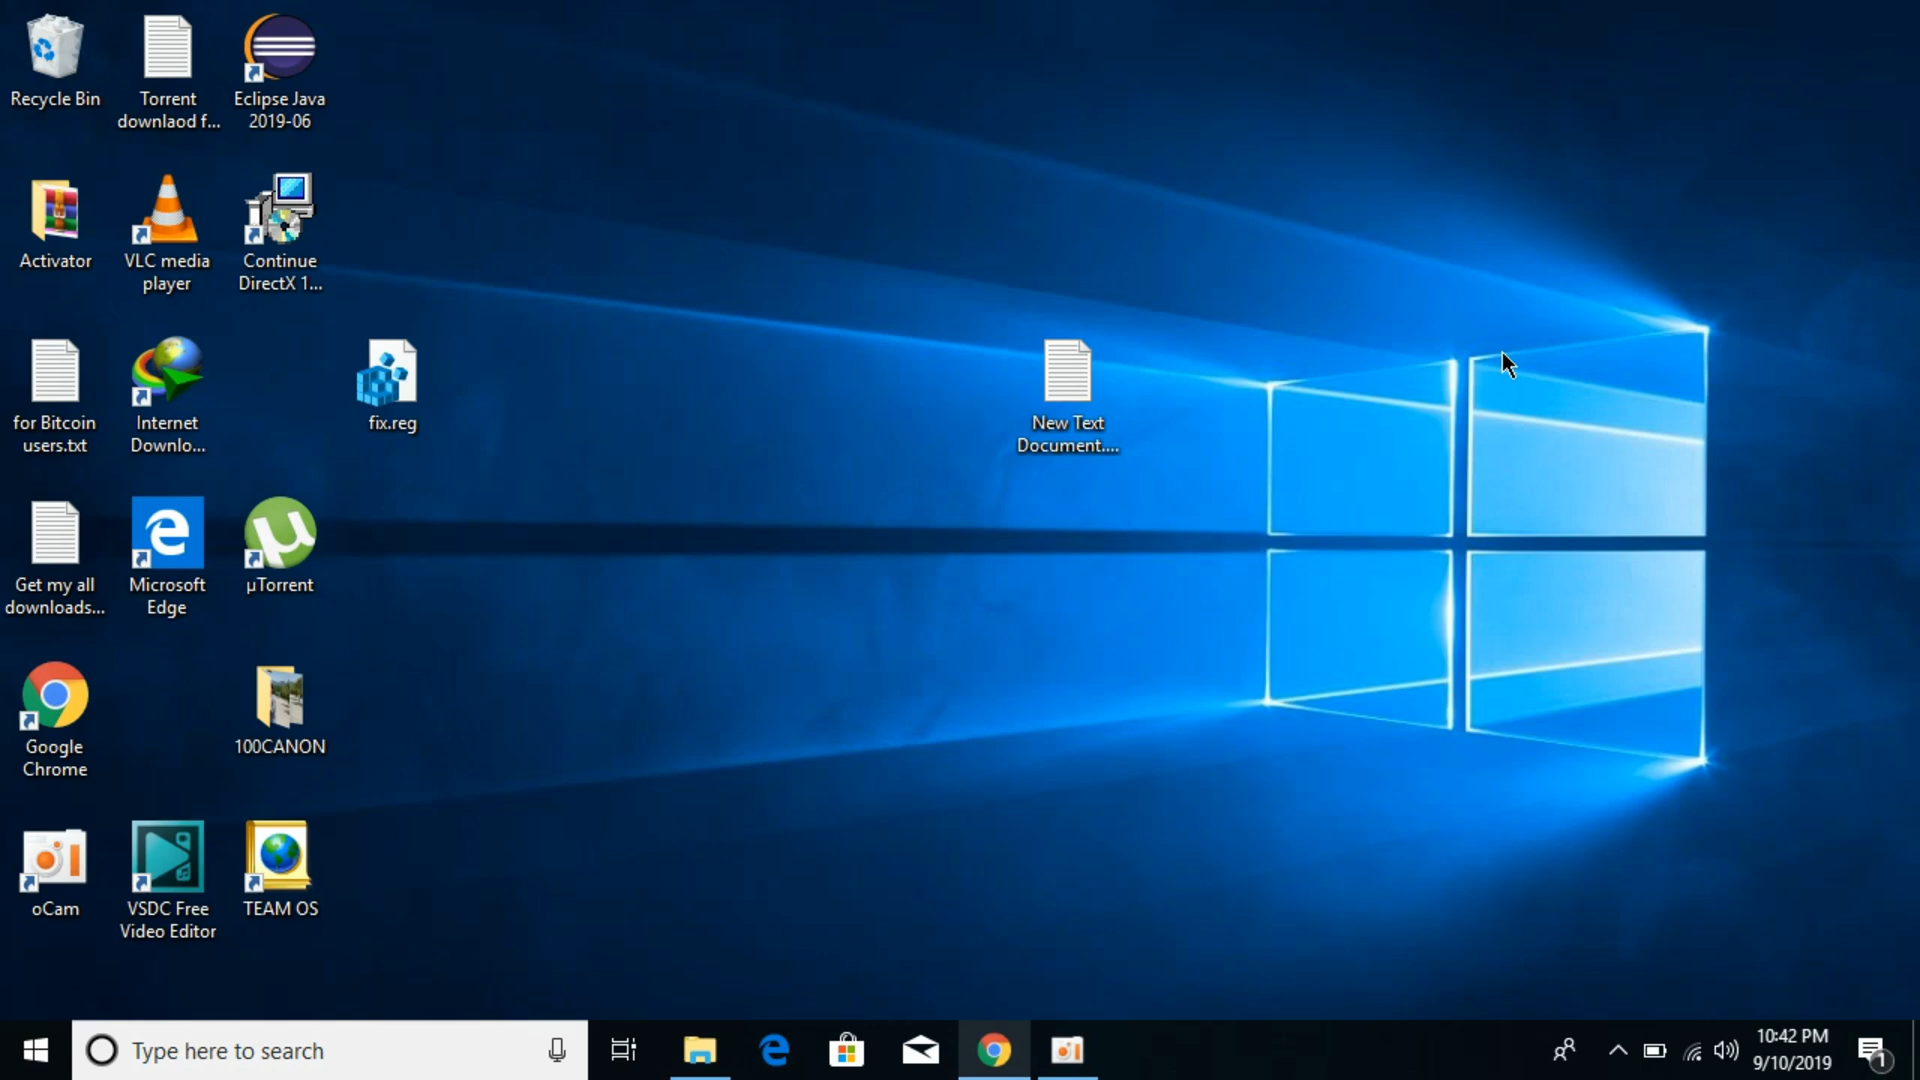 Recycle Bin
Torrent
downlaod f...
Eclipse Java
2019-06
Activator
VLC media
player
Continue
DirectX 1...
for Bitcoin
users.txt
Internet
Downlo...
fix.reg
New Text
Document....
Get my all
downloads...
Microsoft
Edge
µTorrent
Google
Chrome
100CANON
oCam
VSDC Free
Video Editor
TEAM OS
Type here to search
10:42 PM
9/10/2019
1